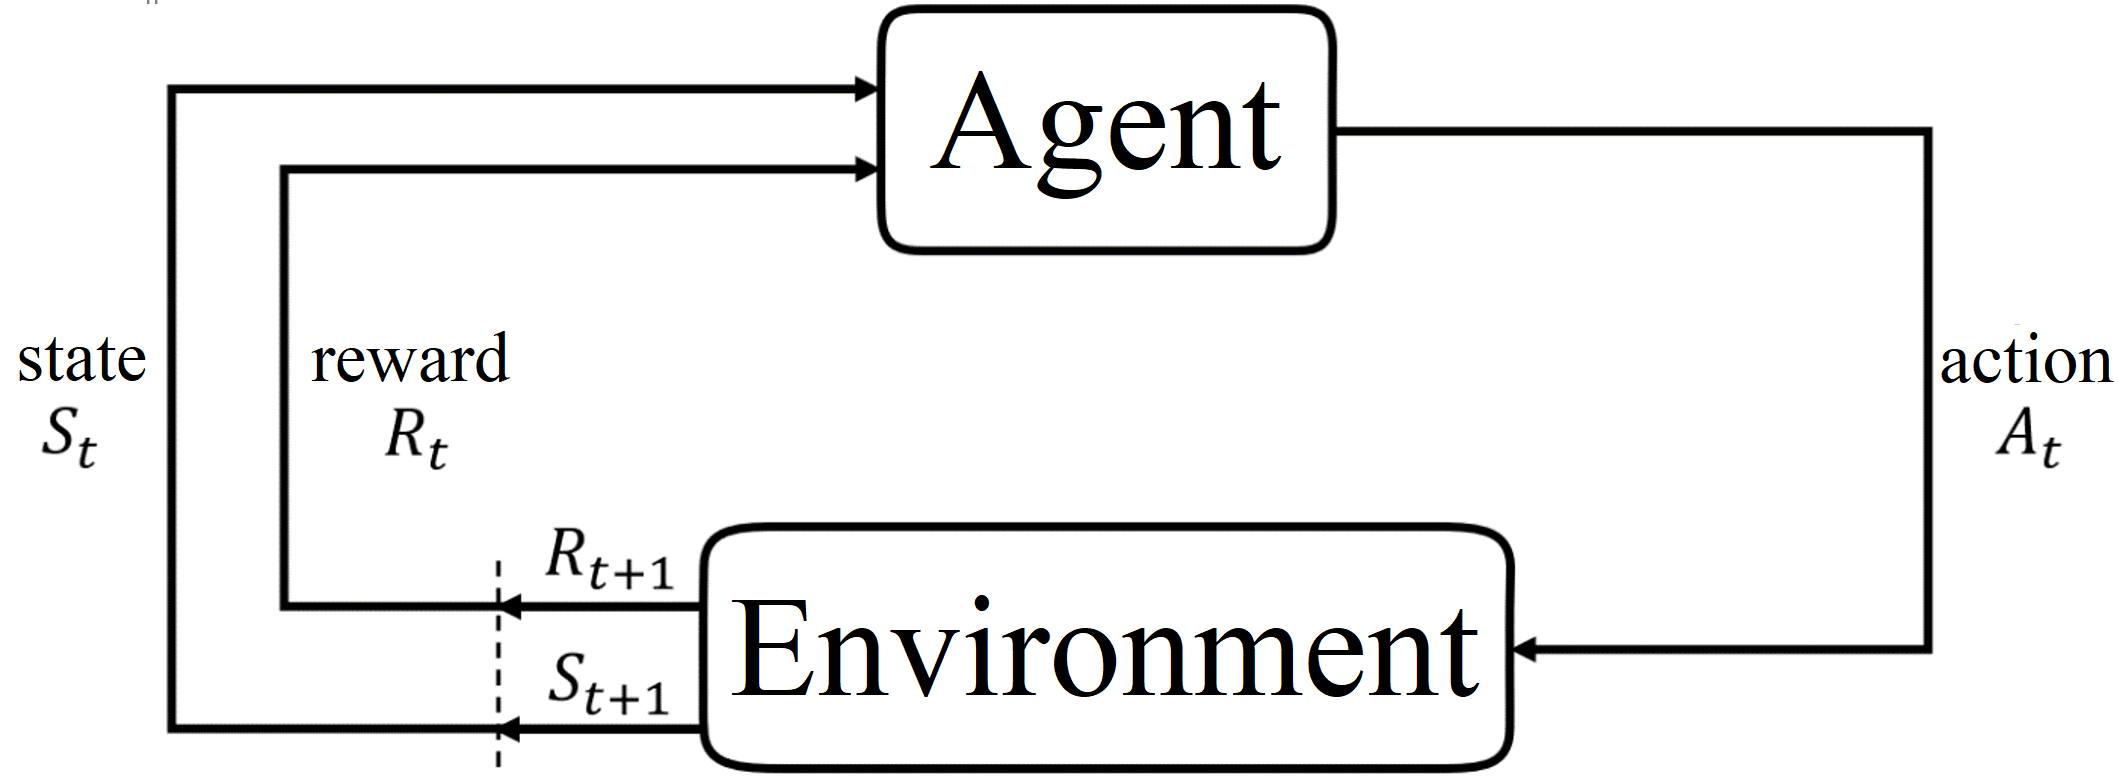 Agent
state
S_t
reward
R_t
action
A_t
R_{t+1}
S_{t+1}
Environment